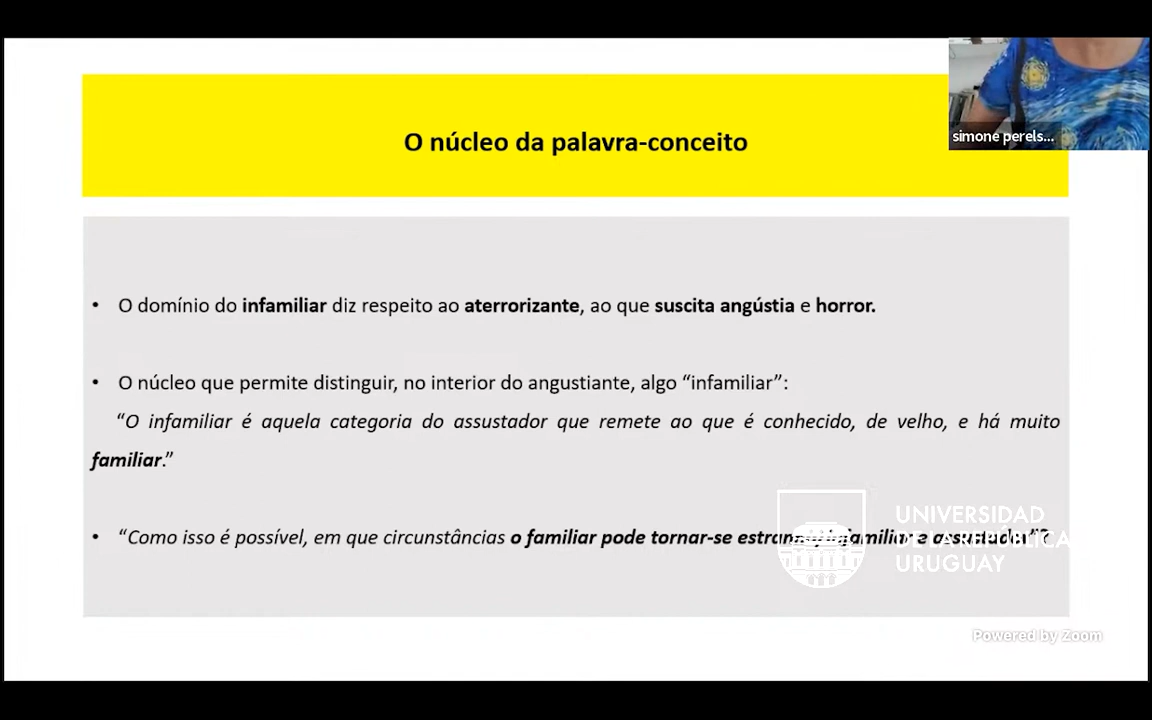 O núcleo da palavra-conceito
simone perels...
• O domínio do infamiliar diz respeito ao aterrorizante, ao que suscita angústia e horror.
• O núcleo que permite distinguir, no interior do angustiante, algo “infamiliar”:
“O infamiliar é aquela categoria do assustador que remete ao que é conhecido, de velho, e há muito
familiar.”
• “Como isso é possível, em que circunstâncias o familiar pode tornar-se
UNIVERSIDAD
DE LA REPÚBLICA
URUGUAY
Powered by Zoom